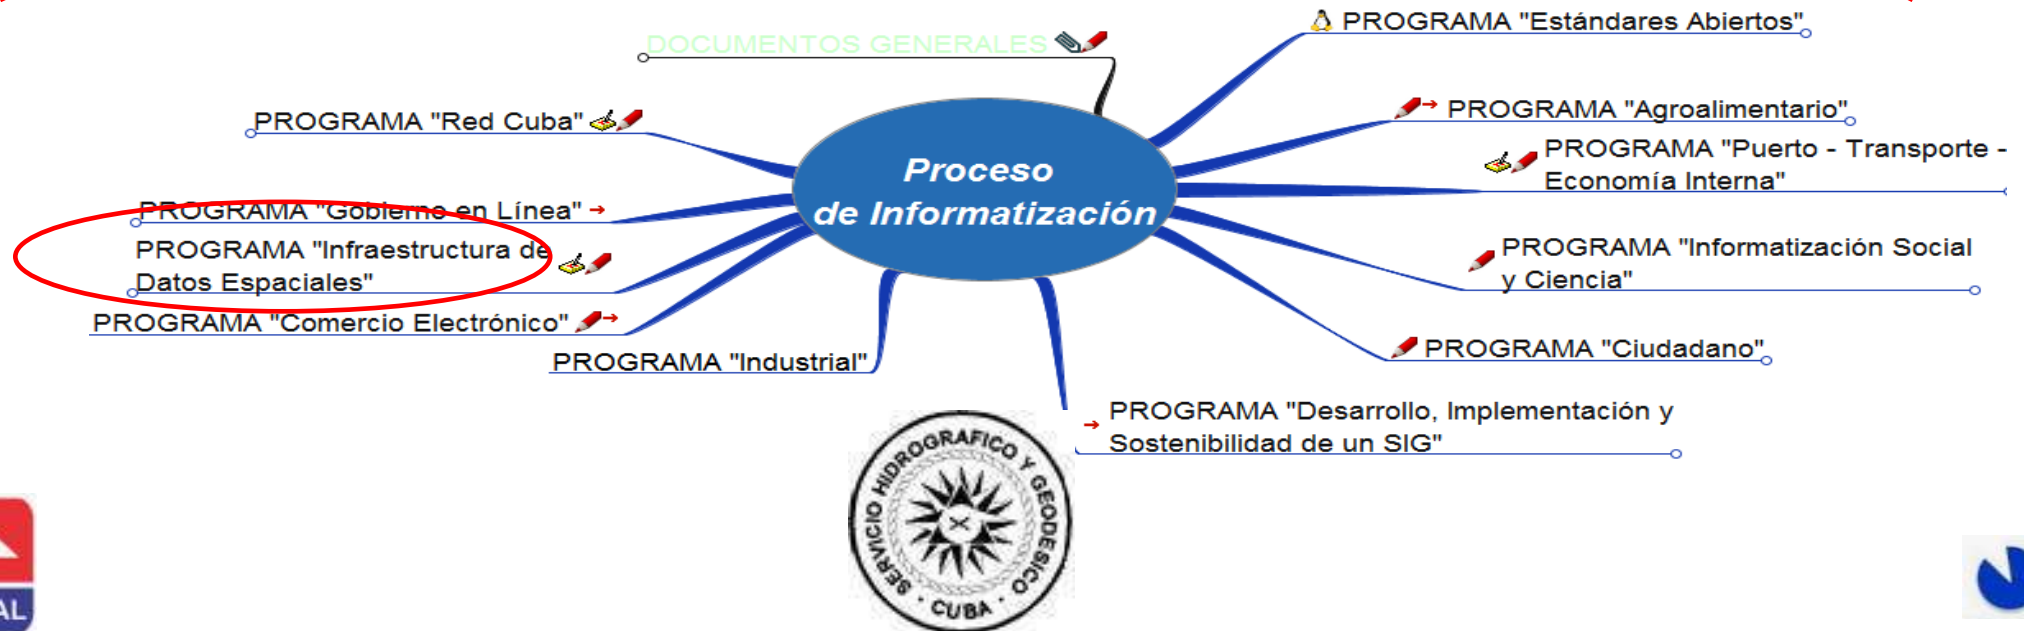 DOCUMENTOS GENERALES
PROGRAMA "Estándares Abiertos"
PROGRAMA "Red Cuba"
PROGRAMA "Agroalimentario"
PROGRAMA "Puerto - Transporte -
Economía Interna"
Proceso
de Informatización
PROGRAMA "Gobierno en Línea"
PROGRAMA "Infraestructura de
Datos Espaciales"
PROGRAMA "Informatización Social
y Ciencia"
PROGRAMA "Comercio Electrónico"
PROGRAMA "Industrial"
PROGRAMA "Ciudadano"
PROGRAMA "Desarrollo, Implementación y
Sostenibilidad de un SIG"
SERVICIO HIDROGRAFICO Y GEODESICO
· CUBA ·
AL